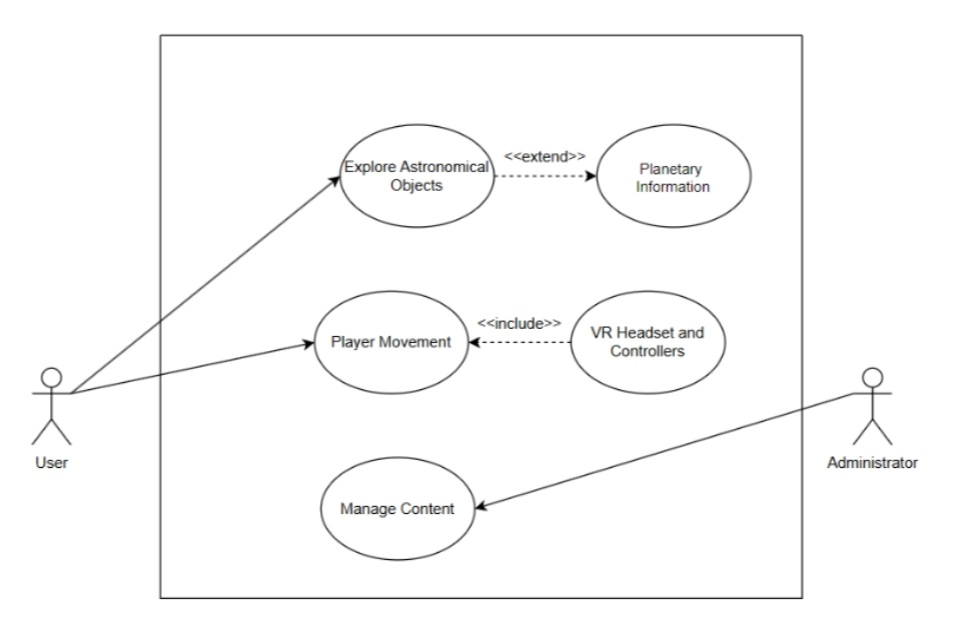 Explore Astronomical
Objects
<<extend>>
Planetary
Information
Player Movement
<<include>>
VR Headset and
Controllers
User
Administrator
Manage Content